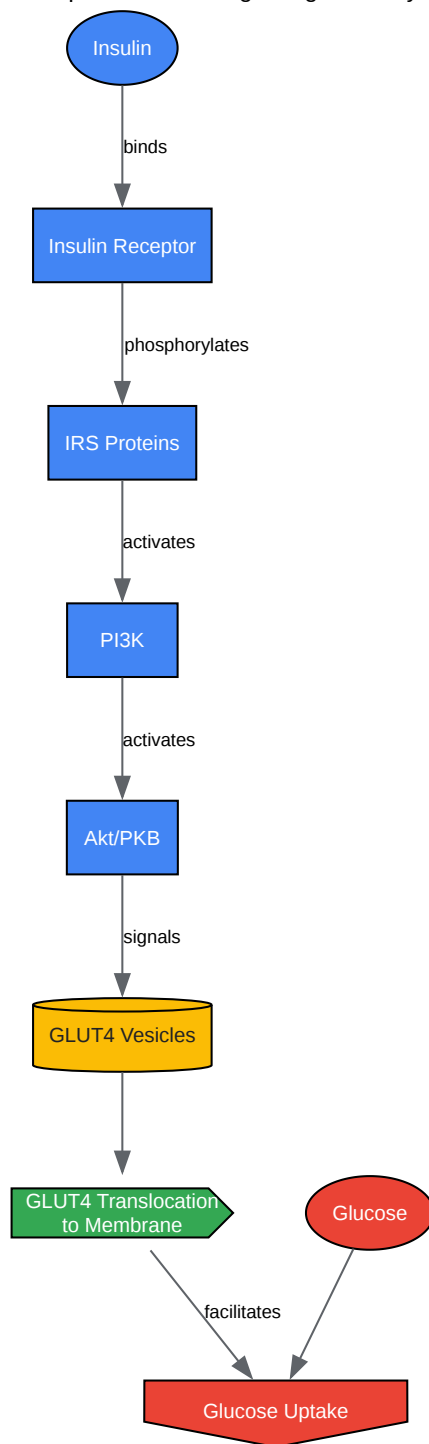 Insulin
binds
Insulin Receptor
phosphorylates
IRS Proteins
activates
PI3K
activates
Akt/PKB
signals
GLUT4 Vesicles
GLUT4 Translocation
to Membrane
Glucose
facilitates
Glucose Uptake